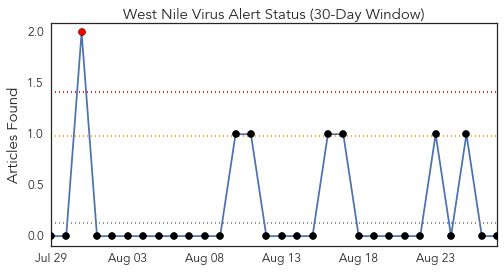 West Nile Virus Alert Status (30-Day Window)
Articles Found
2.0
1.5
1.0
0.5
0.0
Jul 29 Aug 03 Aug 08 Aug 13 Aug 18 Aug 23